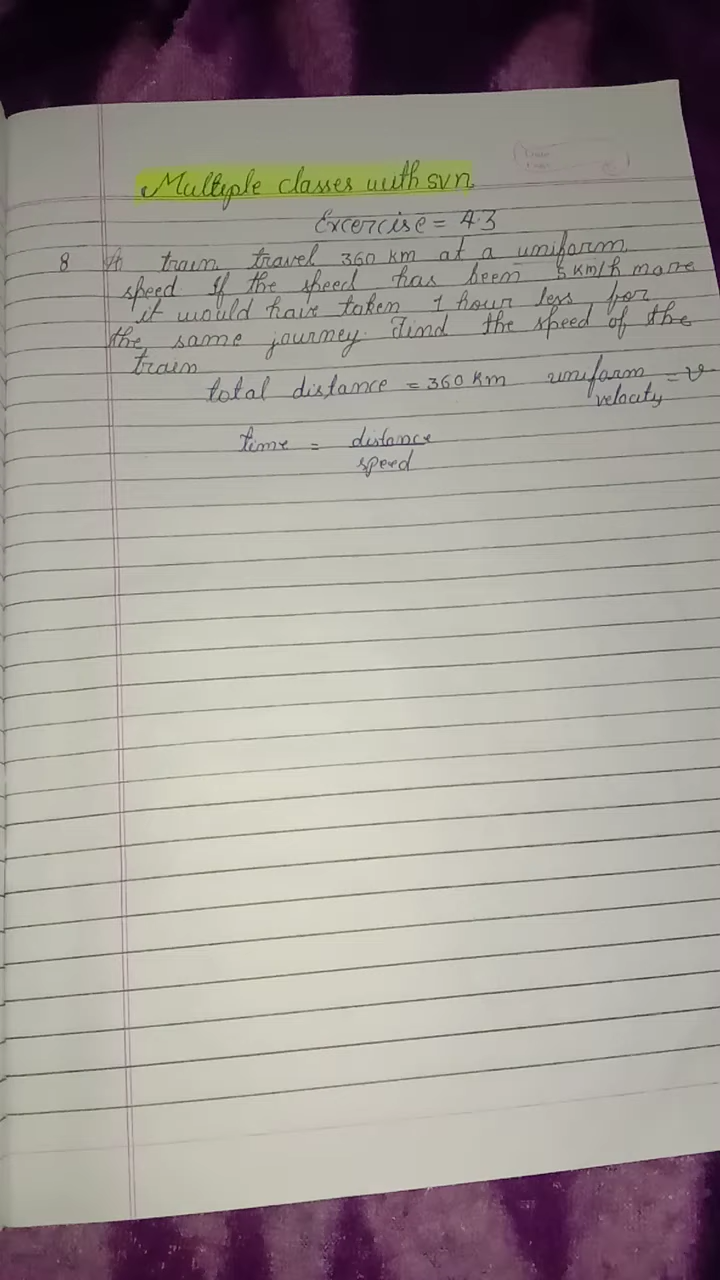 Multiple classes with svn
Excercise = 4.3
8 A train travel 360 km at a uniform
speed if the speed has been 5 km/h more
it would have taken 1 hour less for
the same journey. Find the speed of the
train
total distance = 360 km uniform velocity = v
time = distance
speed